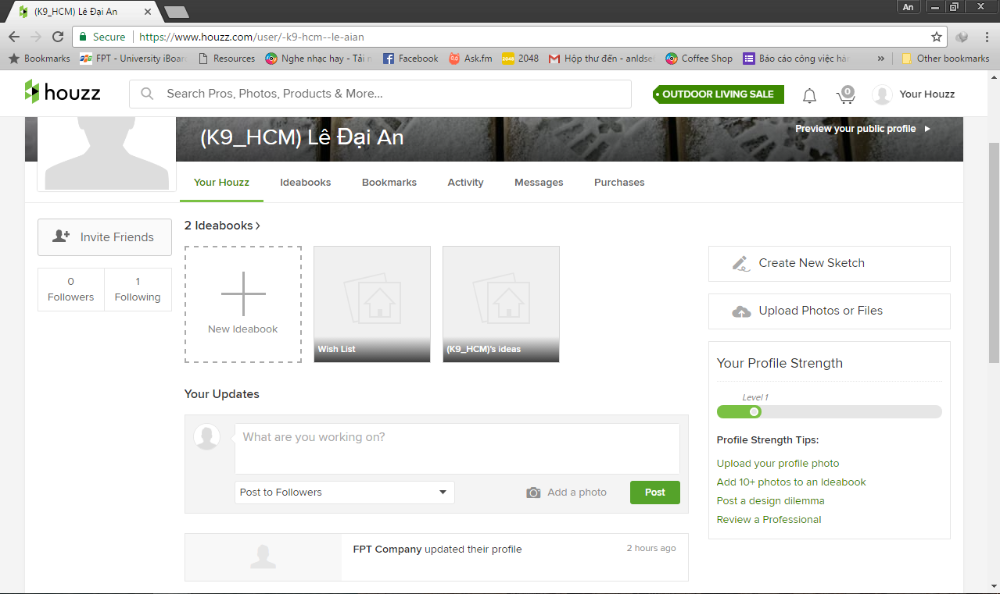 (K9_HCM) Lê Đại An
An
Secure https://www.houzz.com/user/-k9-hcm--le-aian
Bookmarks FPT - University iBoar Resources Nghe nhạc hay - Tải n Facebook Ask.fm 2048 2048 Hộp thư đến - anldse Coffee Shop Báo cáo công việc hàn » Other bookmarks
houzz Search Pros, Photos, Products & More... OUTDOOR LIVING SALE 0 Your Houzz
(K9_HCM) Lê Đại An Preview your public profile
Your Houzz Ideabooks Bookmarks Activity Messages Purchases
Invite Friends
0 Followers
1 Following
2 Ideabooks >
New Ideabook
Wish List
(K9_HCM)'s ideas
Create New Sketch
Upload Photos or Files
Your Profile Strength
Level 1
Profile Strength Tips:
Upload your profile photo
Add 10+ photos to an Ideabook
Post a design dilemma
Review a Professional
Your Updates
What are you working on?
Post to Followers Add a photo Post
FPT Company updated their profile 2 hours ago